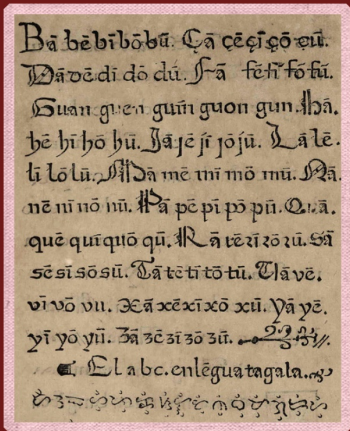 Bā bē bī bō bū. Çā çē çī çō çū.
Dā dē dī dō dū. Fā fē fī fō fū.
Guan guen guin guon gun. Hā.
hē hī hō hū. Jā jē jī jō jū. Lā lē.
lī lō lū. Mā mē mī mō mū. Nā.
nē nī nō nū. Pā pē pī pō pū. Quā.
quē quī quō qū. Rā rē rī rō rū. sā
sē sī sō sū. Tā tē tī tō tū. Vā vē.
vī vō vu. Xā xē xī xō xū. Yā yē.
yī yō yū. Zā zē zī zō zū.
El a b c. en lēgua tagala.